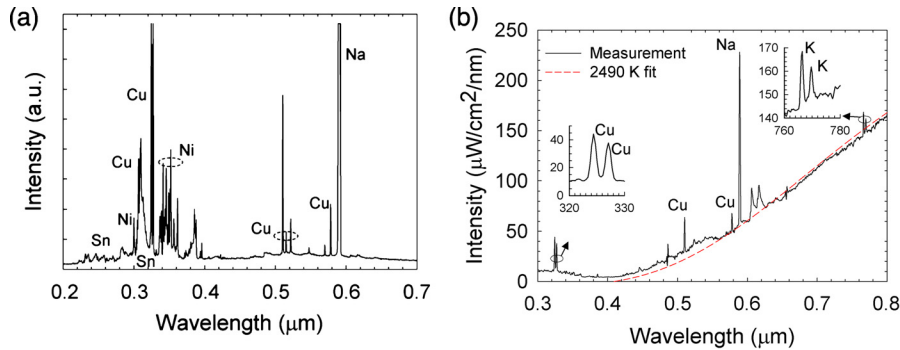 (a)
Intensity (a.u.)
Cu
Cu
Ni
Sn
Sn
Ni
Cu
Cu
Na
0.2 0.3 0.4 0.5 0.6 0.7
Wavelength (μm)
(b)
Intensity (μW/cm²/nm)
250
200
150
100
50
0
Measurement
2490 K fit
Na
170
160
150
140
K
K
760 780
40
20
0
Cu
Cu
320 330
Cu
Cu
0.3 0.4 0.5 0.6 0.7 0.8
Wavelength (μm)